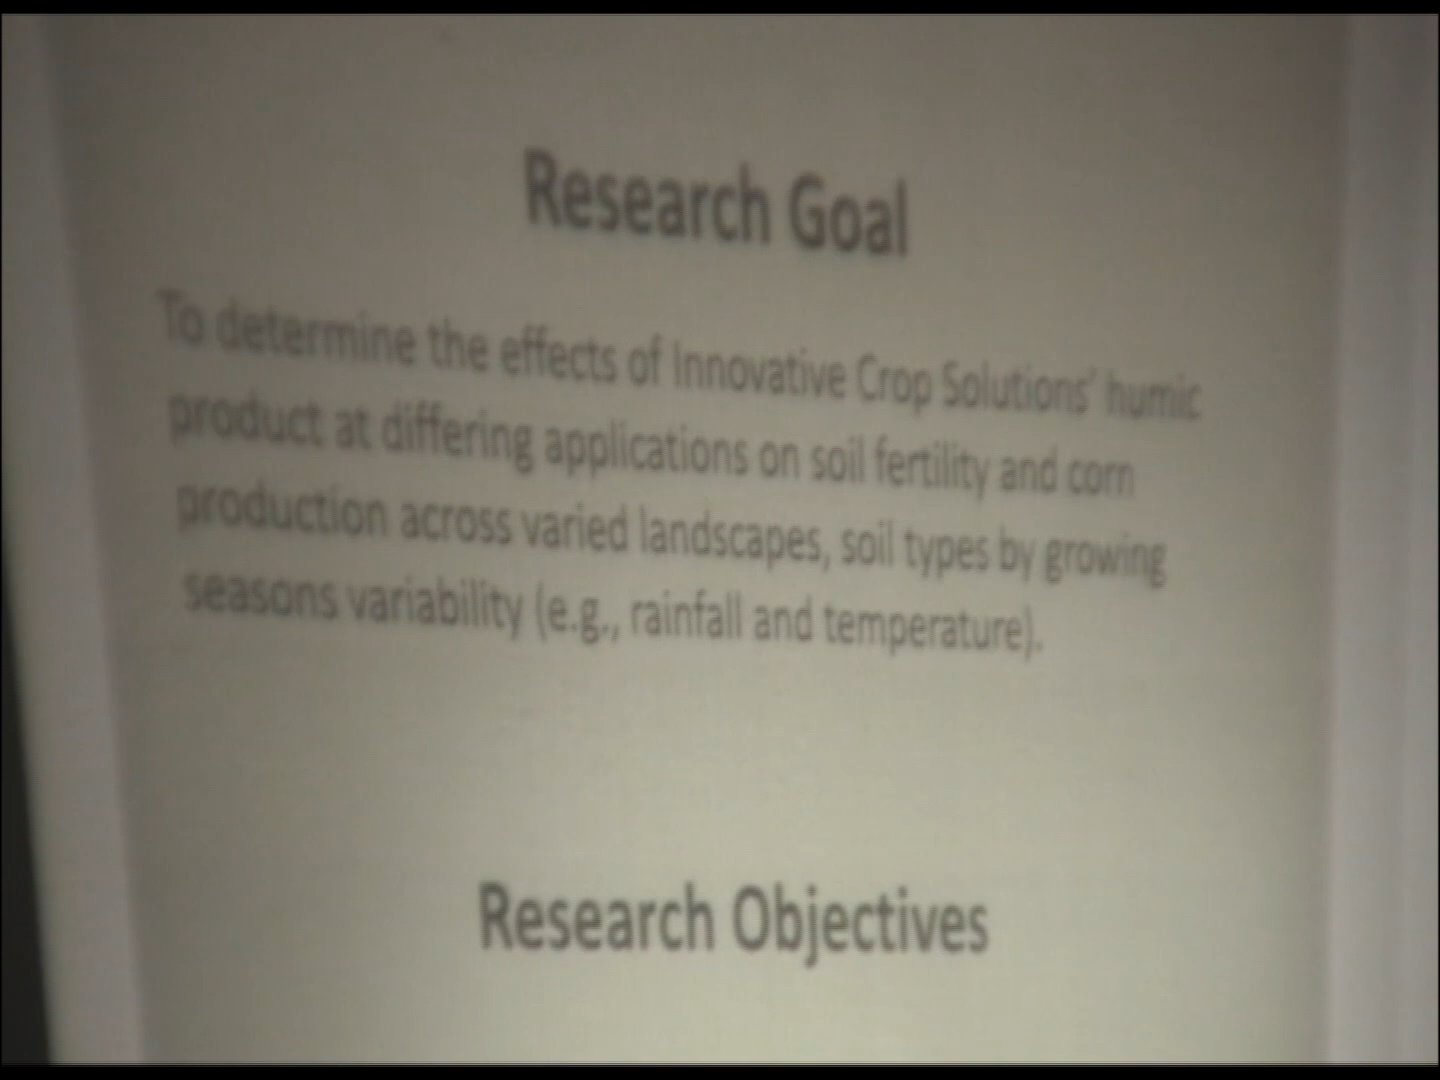 Research Goal
To determine the effects of Innovative Crop Solutions' humic
product at differing applications on soil fertility and corn
production across varied landscapes, soil types by growing
seasons variability (e.g., rainfall and temperature).
Research Objectives